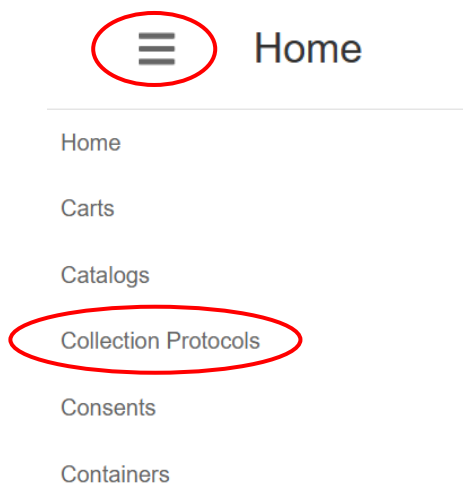 Home
Home
Carts
Catalogs
Collection Protocols
Consents
Containers